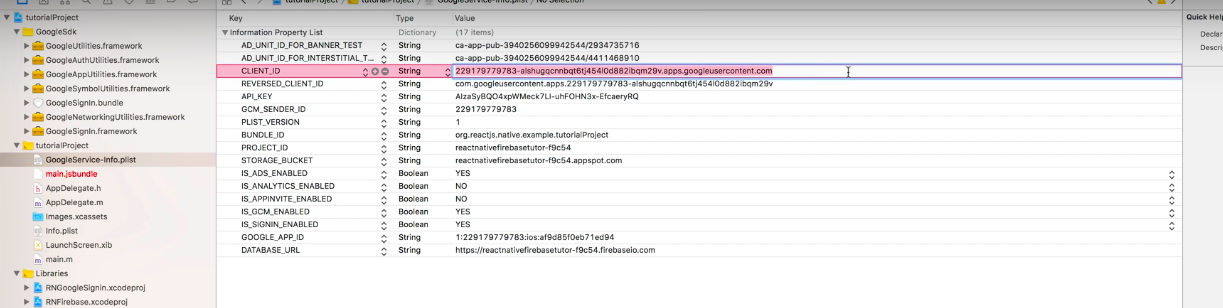 tutorialProject
tutorialProject
GoogleService-Info.plist
No Selection
tutorialProject
GoogleSdk
GoogleUtilities.framework
GoogleAuthUtilities.framework
GoogleAppUtilities.framework
GoogleSymbolUtilities.framework
GoogleSignIn.bundle
GoogleNetworkingUtilities.framework
GoogleSignIn.framework
tutorialProject
GoogleService-Info.plist
main.jsbundle
AppDelegate.h
AppDelegate.m
Images.xcassets
Info.plist
LaunchScreen.xib
main.m
Libraries
RNGoogleSignin.xcodeproj
RNFirebase.xcodeproj
Key Type Value
Information Property List Dictionary (17 items)
AD_UNIT_ID_FOR_BANNER_TEST String ca-app-pub-3940256099942544/2934735716
AD_UNIT_ID_FOR_INTERSTITIAL_T... String ca-app-pub-3940256099942544/4411468910
CLIENT_ID String 229179779783-alshugqcnnbqt6tj454l0d882lbqm29v.apps.googleusercontent.com
REVERSED_CLIENT_ID String com.googleusercontent.apps.229179779783-alshugqcnnbqt6tj454l0d882lbqm29v
API_KEY String AIzaSyBQO4xpWMeck7LI-uhFOHN3x-EfcaeryRQ
GCM_SENDER_ID String 229179779783
PLIST_VERSION String 1
BUNDLE_ID String org.reactjs.native.example.tutorialProject
PROJECT_ID String reactnativefirebasetutor-f9c54
STORAGE_BUCKET String reactnativefirebasetutor-f9c54.appspot.com
IS_ADS_ENABLED Boolean YES
IS_ANALYTICS_ENABLED Boolean NO
IS_APPINVITE_ENABLED Boolean NO
IS_GCM_ENABLED Boolean YES
IS_SIGNIN_ENABLED Boolean YES
GOOGLE_APP_ID String 1:229179779783:ios:af9d85f0eb71ed94
DATABASE_URL String https://reactnativefirebasetutor-f9c54.firebaseio.com
Quick Help
Declar
Descri